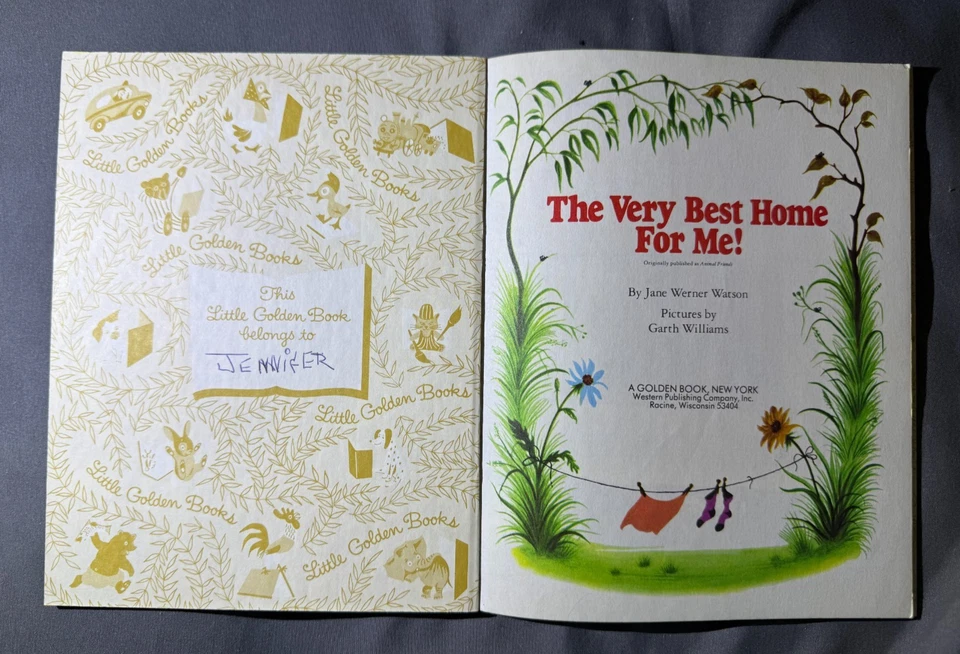 Little Golden Books
Little Golden Books
Little Golden Books
This
Little Golden Book
belongs to
JENNIFER
Little Golden Books
Little Golden Books
Little Golden Books
The Very Best Home
For Me!
(Originally published as Animal Friends)
By Jane Werner Watson
Pictures by
Garth Williams
A GOLDEN BOOK, NEW YORK
Western Publishing Company, Inc.
Racine, Wisconsin 53404